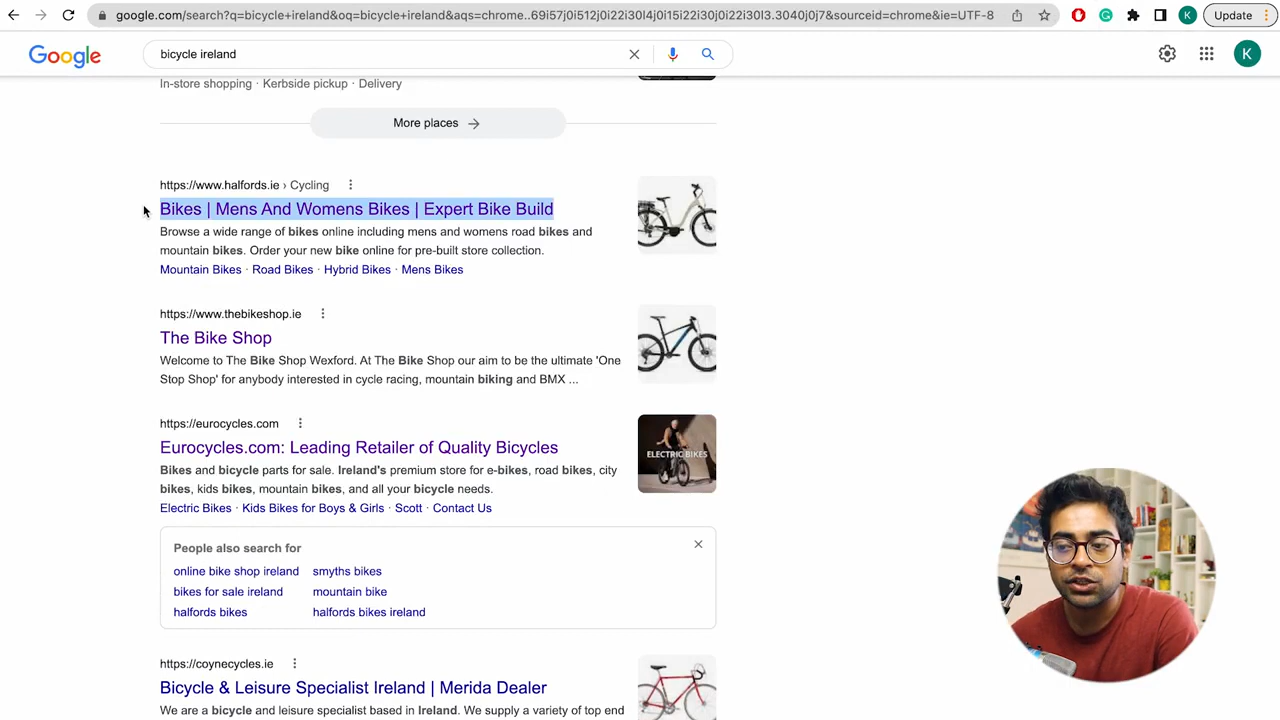 google.com/search?q=bicycle+ireland&oq=bicycle+ireland&aqs=chrome..69i57j0i512j0i22i30l4j0i15i22i30j0i22i30l3.3040j0j7&sourceid=chrome&ie=UTF-8
K
Update
Google
bicycle ireland
K
In-store shopping · Kerbside pickup · Delivery
More places
https://www.halfords.ie › Cycling
Bikes | Mens And Womens Bikes | Expert Bike Build
Browse a wide range of bikes online including mens and womens road bikes and
mountain bikes. Order your new bike online for pre-built store collection.
Mountain Bikes · Road Bikes · Hybrid Bikes · Mens Bikes
https://www.thebikeshop.ie
The Bike Shop
Welcome to The Bike Shop Wexford. At The Bike Shop our aim to be the ultimate 'One
Stop Shop' for anybody interested in cycle racing, mountain biking and BMX ...
https://eurocycles.com
Eurocycles.com: Leading Retailer of Quality Bicycles
Bikes and bicycle parts for sale. Ireland's premium store for e-bikes, road bikes, city
bikes, kids bikes, mountain bikes, and all your bicycle needs.
Electric Bikes · Kids Bikes for Boys & Girls · Scott · Contact Us
ELECTRIC BIKES
People also search for
online bike shop ireland
smyths bikes
bikes for sale ireland
mountain bike
halfords bikes
halfords bikes ireland
https://coynecycles.ie
Bicycle & Leisure Specialist Ireland | Merida Dealer
We are a bicycle and leisure specialist based in Ireland. We supply a variety of top end